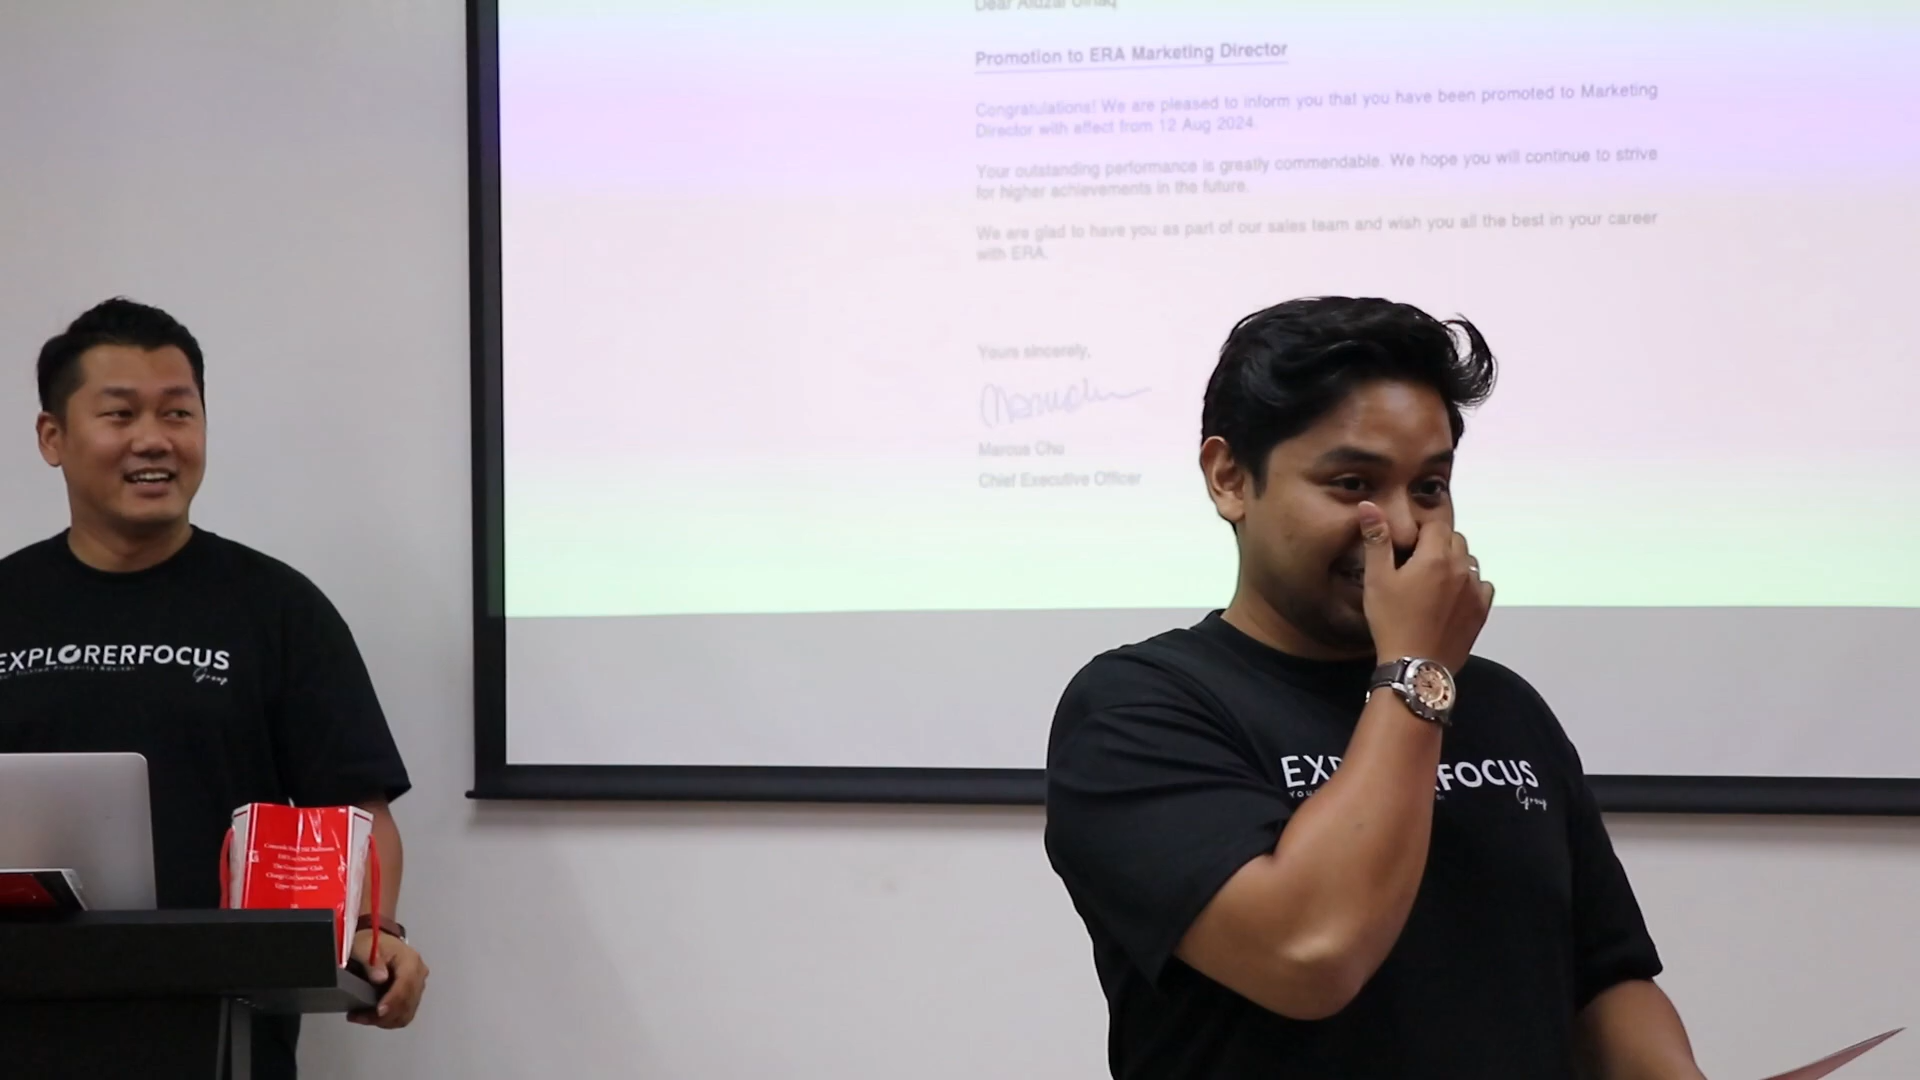 Promotion to ERA Marketing Director
Congratulations! We are pleased to inform you that you have been promoted to Marketing
Director with effect from 12 Aug 2024.
Your outstanding performance is greatly commendable. We hope you will continue to strive
for higher achievements in the future.
We are glad to have you as part of our sales team and wish you all the best in your career
with ERA.
Yours sincerely,
Marcus Chu
Chief Executive Officer
EXPLORERFOCUS
Group
FOCUS
Group